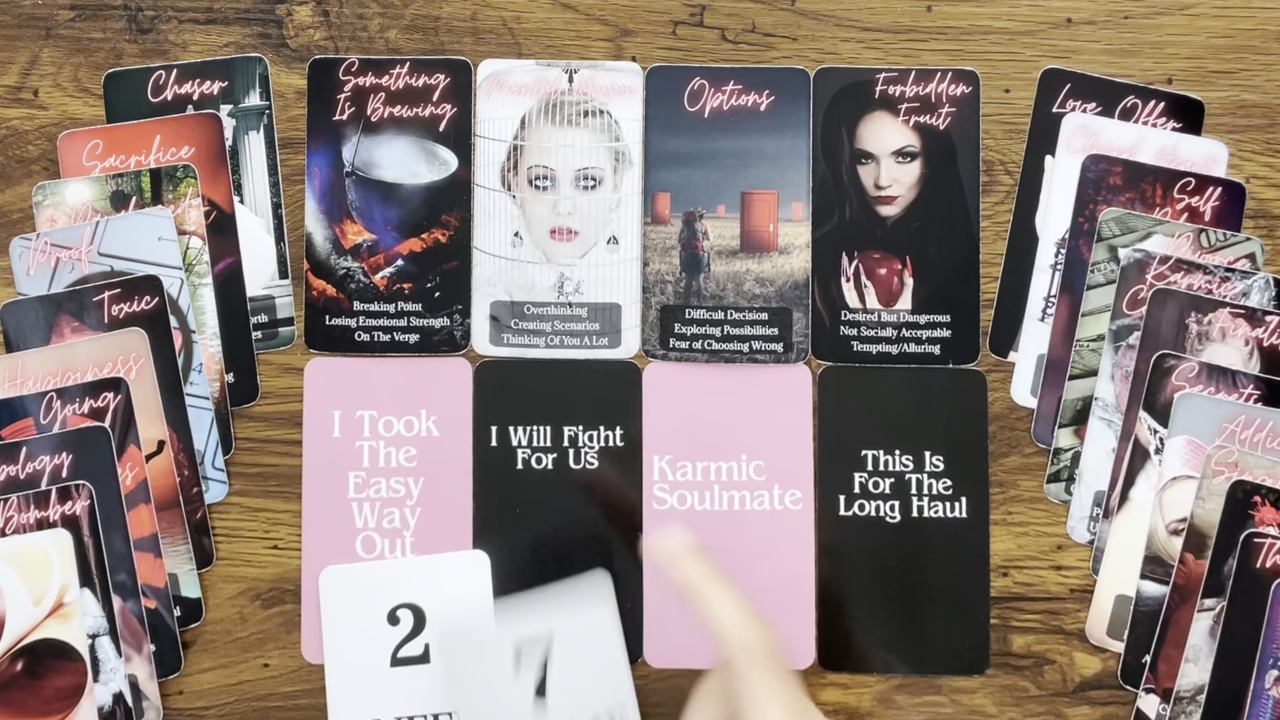 Chaser
Sacrifice
Proof
Toxic
Happiness
Going
Bomber
Something
Is Brewing
Breaking Point
Losing Emotional Strength
On The Verge
Overthinking
Creating Scenarios
Thinking Of You A Lot
Options
Difficult Decision
Exploring Possibilities
Fear of Choosing Wrong
Forbidden
Fruit
Desired But Dangerous
Not Socially Acceptable
Tempting/Alluring
Love Offer
Self
Divorce
Karmic
Secrets
I Took
The
Easy
Way
Out
I Will Fight
For Us
Karmic
Soulmate
This Is
For The
Long Haul
2
7